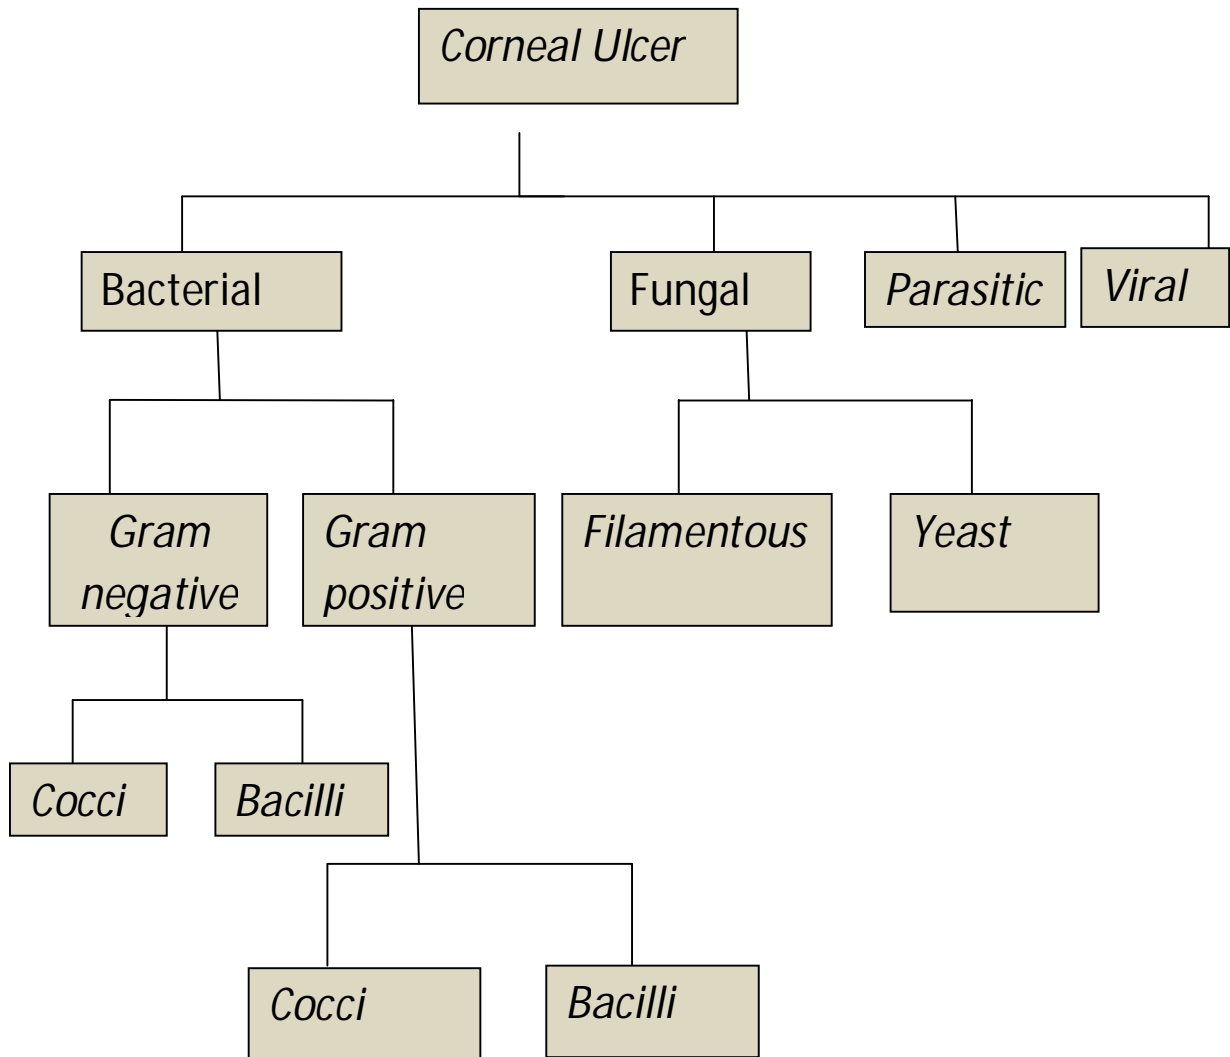 Corneal Ulcer
Bacterial
Fungal
Parasitic
Viral
Gram
negative
Gram
positive
Filamentous
Yeast
Cocci
Bacilli
Cocci
Bacilli